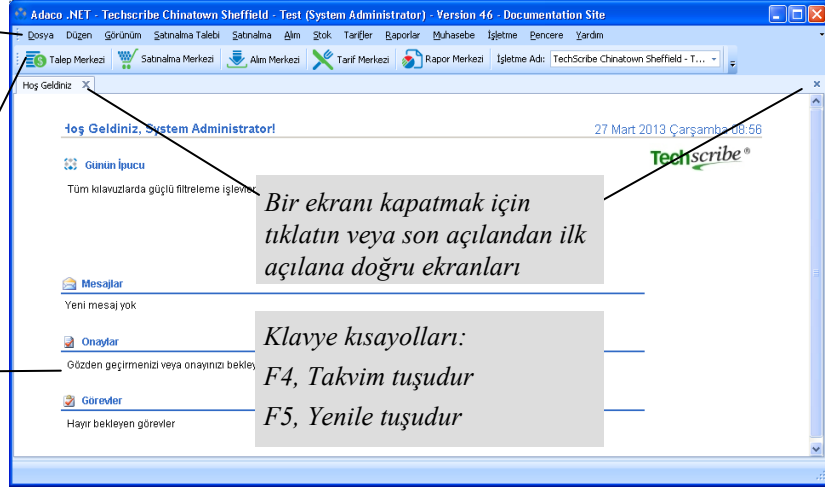 Adaco .NET - Techscribe Chinatown Sheffield - Test (System Administrator) - Version 46 - Documentation Site
Dosya Düzen Görünüm Satınalma Talebi Satınalma Alım Stok Tarifler Raporlar Muhasebe İşletme Pencere Yardım
Talep Merkezi Satınalma Merkezi Alım Merkezi Tarif Merkezi Rapor Merkezi İşletme Adı: TechScribe Chinatown Sheffield - T...
Hoş Geldiniz X
Hoş Geldiniz, System Administrator! 27 Mart 2013 Çarşamba 08:56
Techscribe ®
Günün İpucu
Tüm kılavuzlarda güçlü filtreleme işlevler
Bir ekranı kapatmak için
tıklatın veya son açılandan ilk
açılana doğru ekranları
Mesajlar
Yeni mesaj yok
Onaylar
Gözden geçirmenizi veya onayınızı bekley
Klavye kısayolları:
F4, Takvim tuşudur
F5, Yenile tuşudur
Görevler
Hayır bekleyen görevler